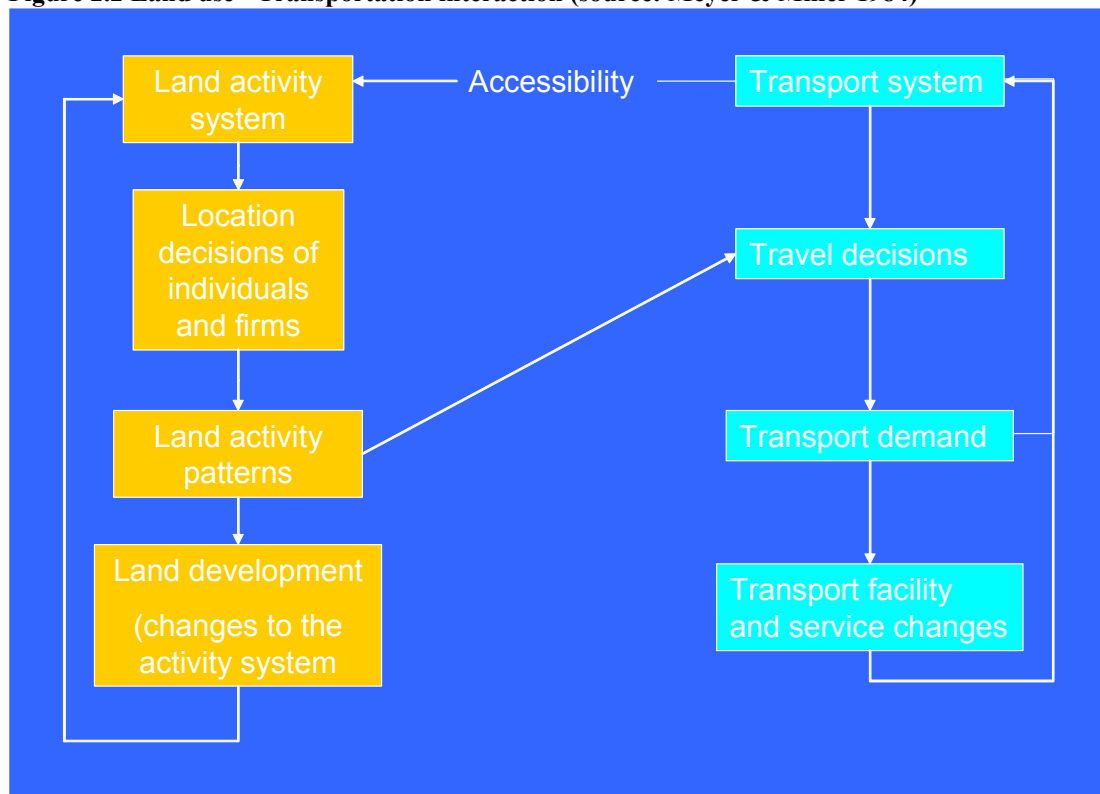 Land activity
system
Accessibility
Transport system
Location
decisions of
individuals
and firms
Travel decisions
Land activity
patterns
Transport demand
Land development
(changes to the
activity system
Transport facility
and service changes